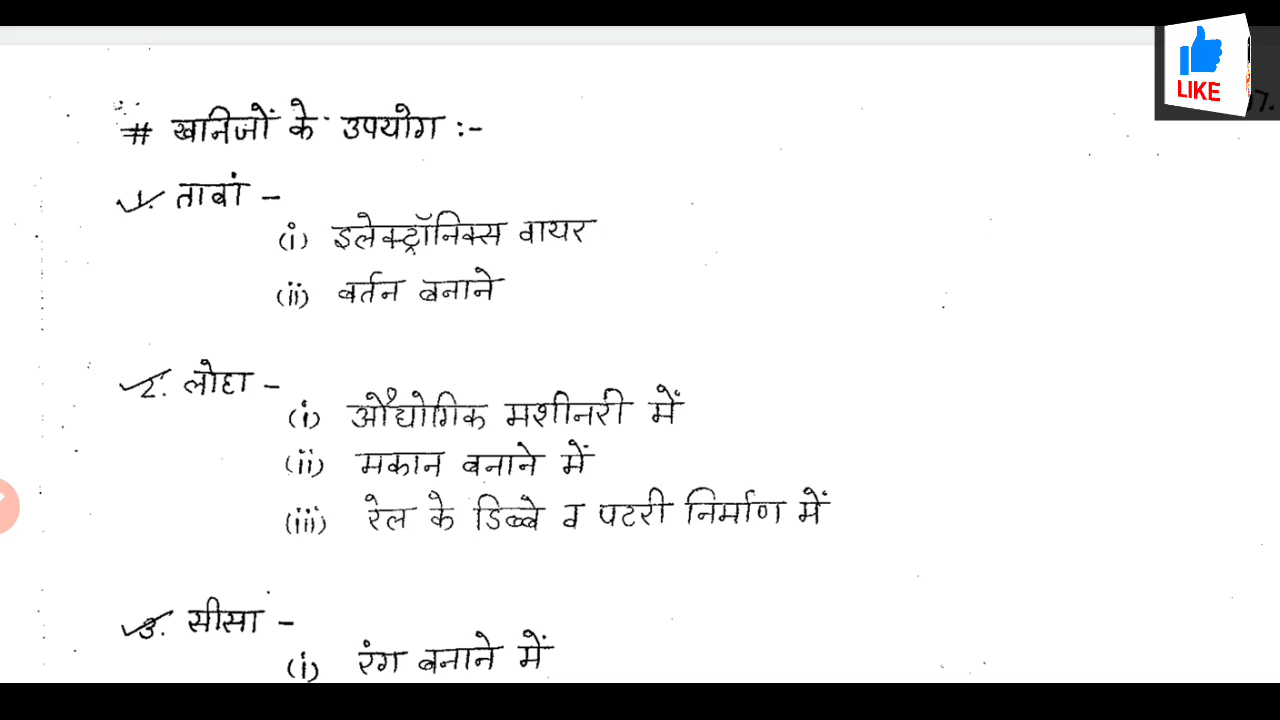 # खनिजों के उपयोग :-
1. ताबां -
(i) इलेक्ट्रॉनिक्स वायर
(ii) बर्तन बनाने
2. लोहा -
(i) औद्योगिक मशीनरी में
(ii) मकान बनाने में
(iii) रेल के डिब्बे व पटरी निर्माण में
3. सीसा -
(i) रंग बनाने में
LIKE